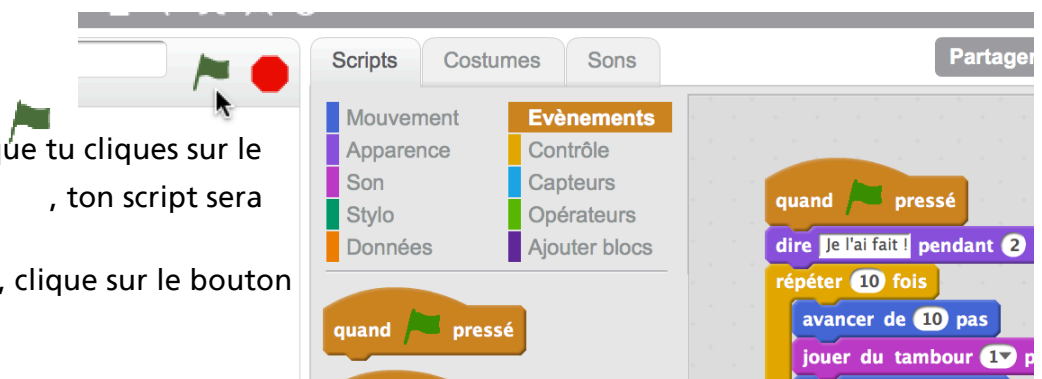 Scripts Costumes Sons
Partager
que tu cliques sur le
, ton script sera
, clique sur le bouton
Mouvement
Apparence
Son
Stylo
Données
Evènements
Contrôle
Capteurs
Opérateurs
Ajouter blocs
quand pressé
quand pressé
dire Je l'ai fait ! pendant 2
répéter 10 fois
avancer de 10 pas
jouer du tambour 1